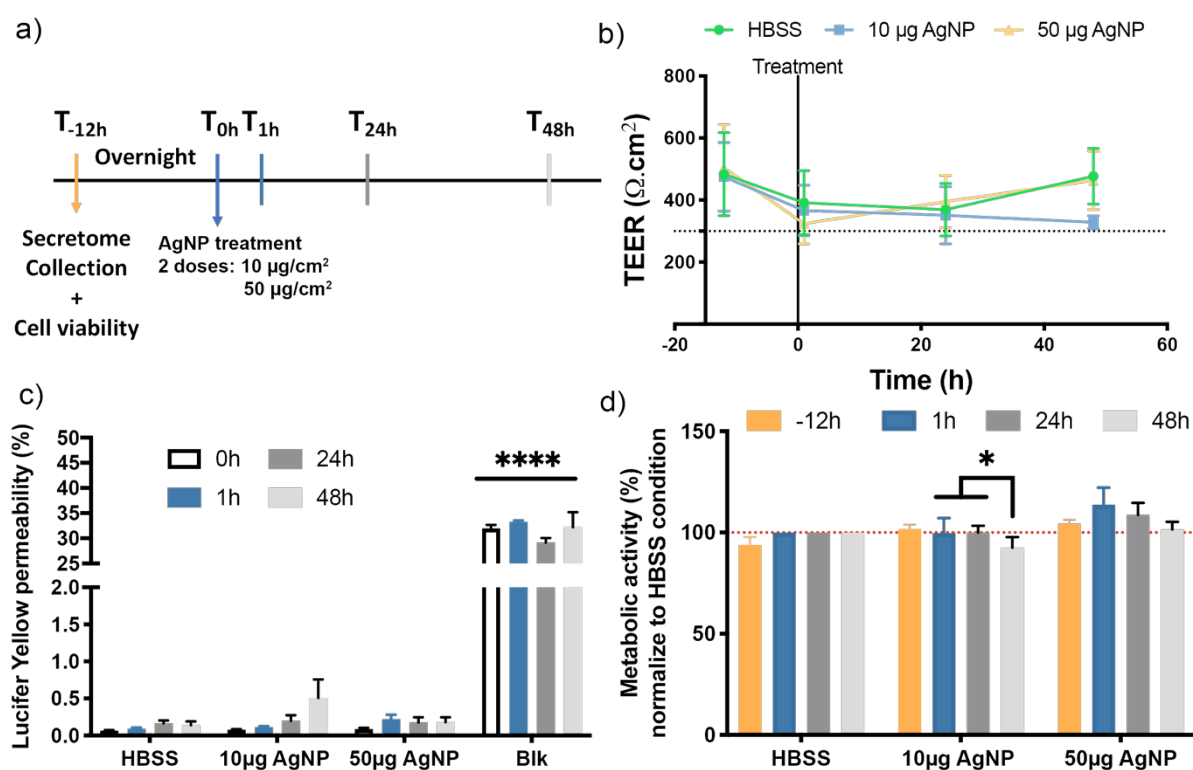 a)
T-12h
T0h
T1h
T24h
T48h
Overnight
Secretome
Collection
+
Cell viability
AgNP treatment
2 doses: 10 µg/cm²
50 µg/cm²
b)
HBSS
10 µg AgNP
50 µg AgNP
Treatment
TEER (Ω.cm²)
800
600
400
200
-20
0
20
40
60
Time (h)
c)
Lucifer Yellow permeability (%)
50
45
40
35
30
25
2.0
1.5
1.0
0.5
0.0
0h
24h
1h
48h
****
HBSS
10µg AgNP
50µg AgNP
Blk
d)
-12h
1h
24h
48h
Metabolic activity (%)
normalize to HBSS condition
150
100
50
0
*
HBSS
10µg AgNP
50µg AgNP